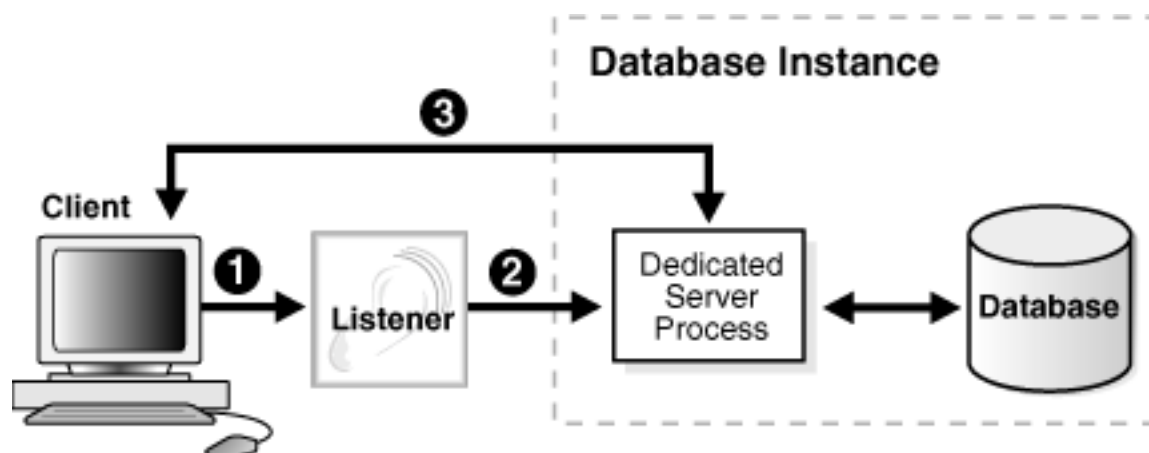 Database Instance
3
Client
1
Listener
2
Dedicated
Server
Process
Database